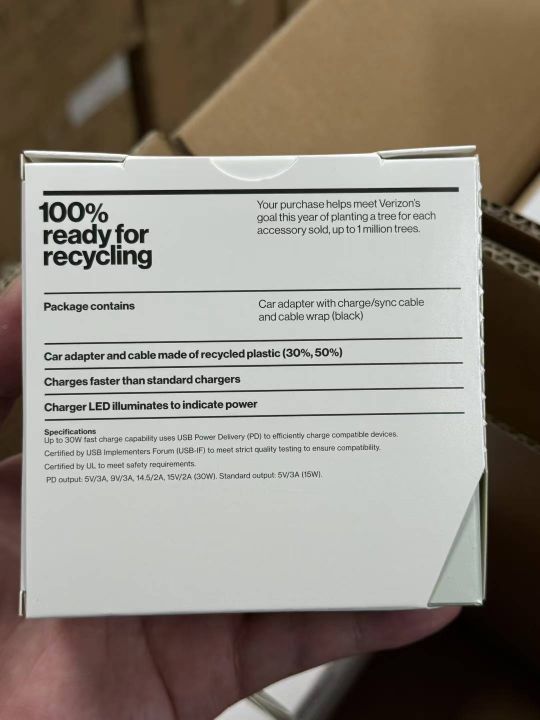 100%
ready for
recycling
Your purchase helps meet Verizon's
goal this year of planting a tree for each
accessory sold, up to 1 million trees.
Package contains
Car adapter with charge/sync cable
and cable wrap (black)
Car adapter and cable made of recycled plastic (30%, 50%)
Charges faster than standard chargers
Charger LED illuminates to indicate power
Specifications
Up to 30W fast charge capability uses USB Power Delivery (PD) to efficiently charge compatible devices.
Certified by USB Implementers Forum (USB-IF) to meet strict quality testing to ensure compatibility.
Certified by UL to meet safety requirements.
PD output: 5V/3A, 9V/3A, 14.5/2A, 15V/2A (30W). Standard output: 5V/3A (15W).